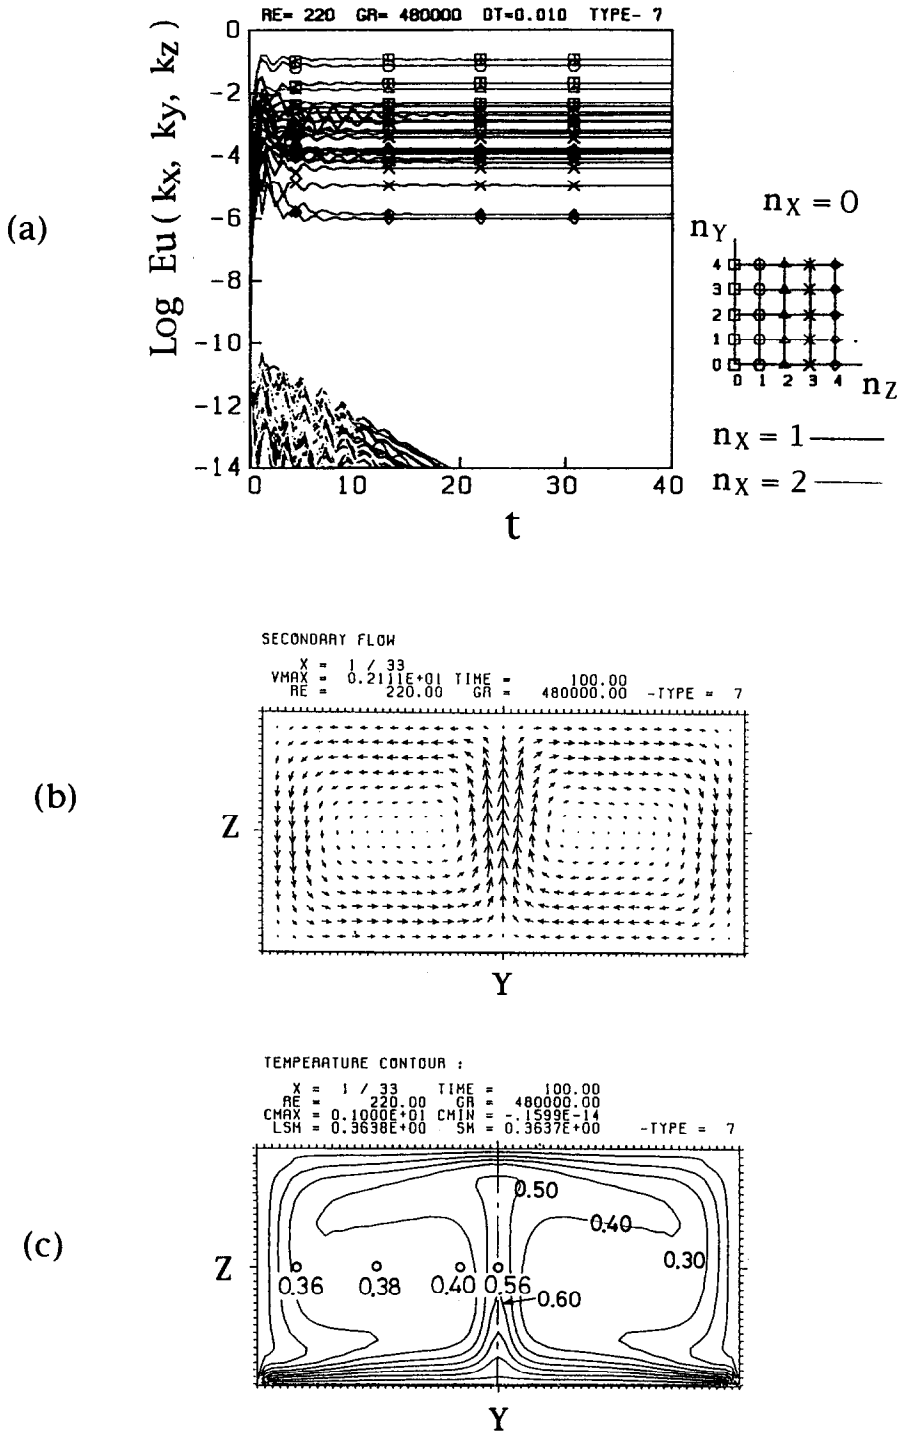 RE= 220 GR= 480000 DT=0.010 TYPE- 7
(a)
Log Eu ( kx, ky, kz )
0
-2
-4
-6
-8
-10
-12
-14
0 10 20 30 40
t
nX = 0
nY
4
3
2
1
0
0 1 2 3 4
nZ
nX = 1
nX = 2
(b)
SECONDARY FLOW
X = 1 / 33
VMAX = 0.2111E+01 TIME = 100.00
RE = 220.00 GR = 480000.00 -TYPE = 7
Z
Y
(c)
TEMPERATURE CONTOUR :
X = 1 / 33 TIME = 100.00
RE = 220.00 GR = 480000.00
CMAX = 0.1000E+01 CMIN = -.1599E-14
LSM = 0.3638E+00 SM = 0.3637E+00 -TYPE = 7
0.50
0.40
0.30
0.36 0.38 0.40 0.56
0.60
Z
Y